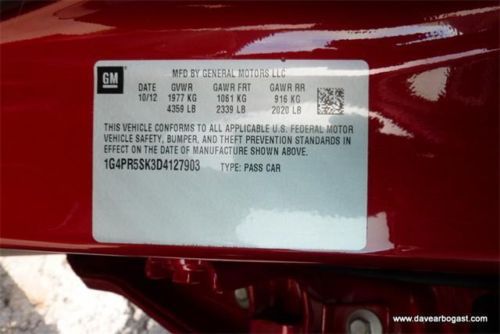 GM
MFD BY GENERAL MOTORS LLC
DATE GVWR GAWR FRT GAWR RR
10/12 1977 KG 1061 KG 916 KG
4359 LB 2339 LB 2020 LB
THIS VEHICLE CONFORMS TO ALL APPLICABLE U.S. FEDERAL MOTOR
VEHICLE SAFETY, BUMPER, AND THEFT PREVENTION STANDARDS IN
EFFECT ON THE DATE OF MANUFACTURE SHOWN ABOVE.
1G4PR5SK3D4127903 TYPE: PASS CAR
www.davearbogast.com